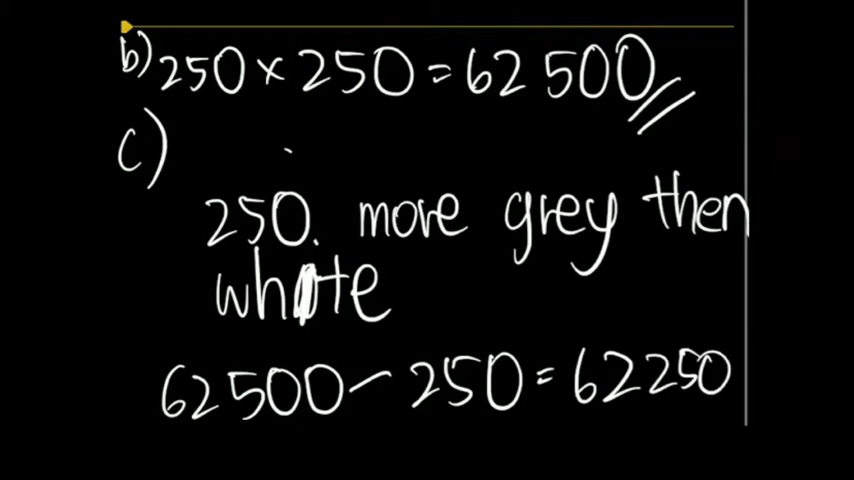 b) 250 × 250 = 62 500
c)
250. more grey then
white
62500 - 250 = 62250